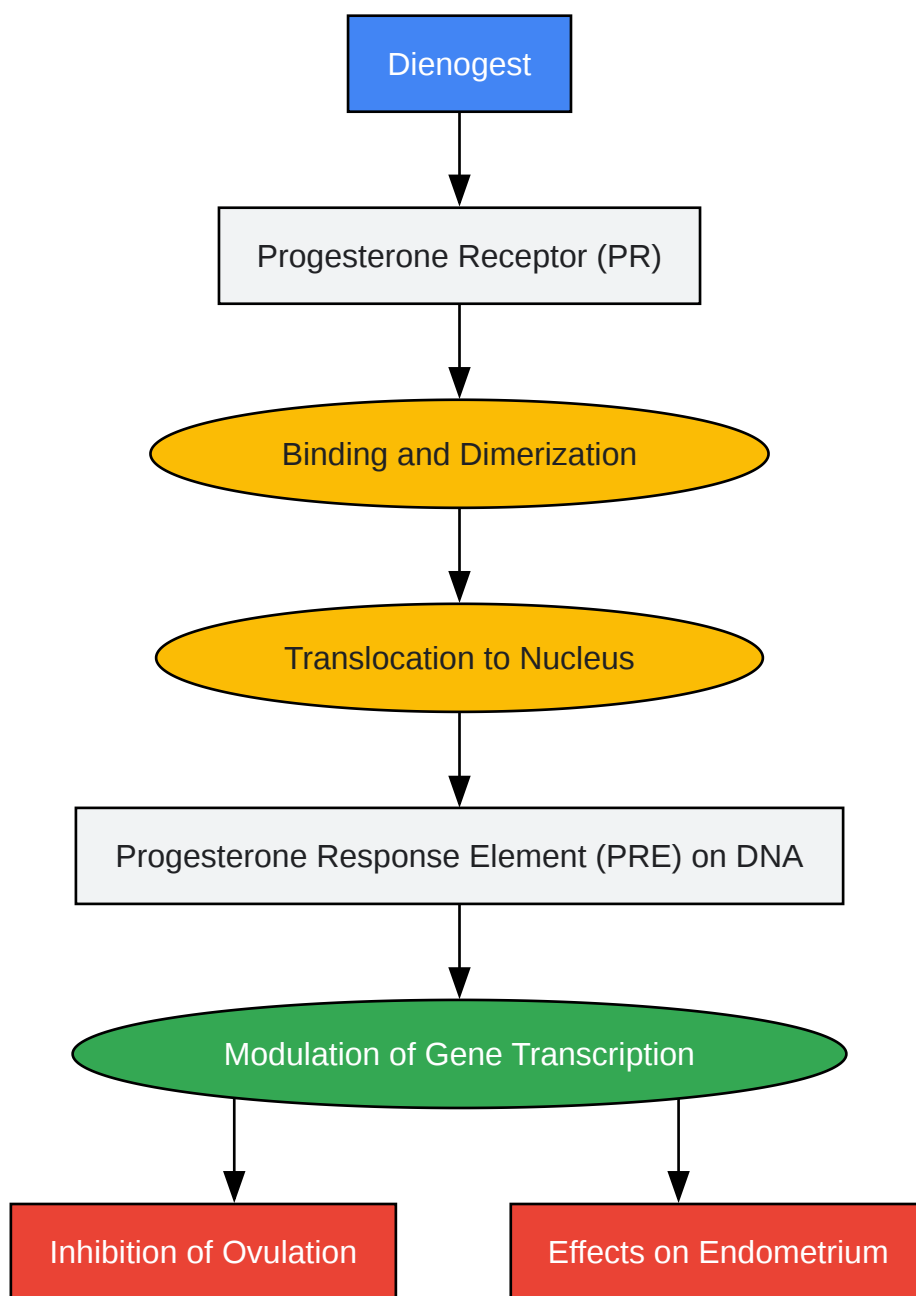 Dienogest
Progesterone Receptor (PR)
Binding and Dimerization
Translocation to Nucleus
Progesterone Response Element (PRE) on DNA
Modulation of Gene Transcription
Inhibition of Ovulation
Effects on Endometrium